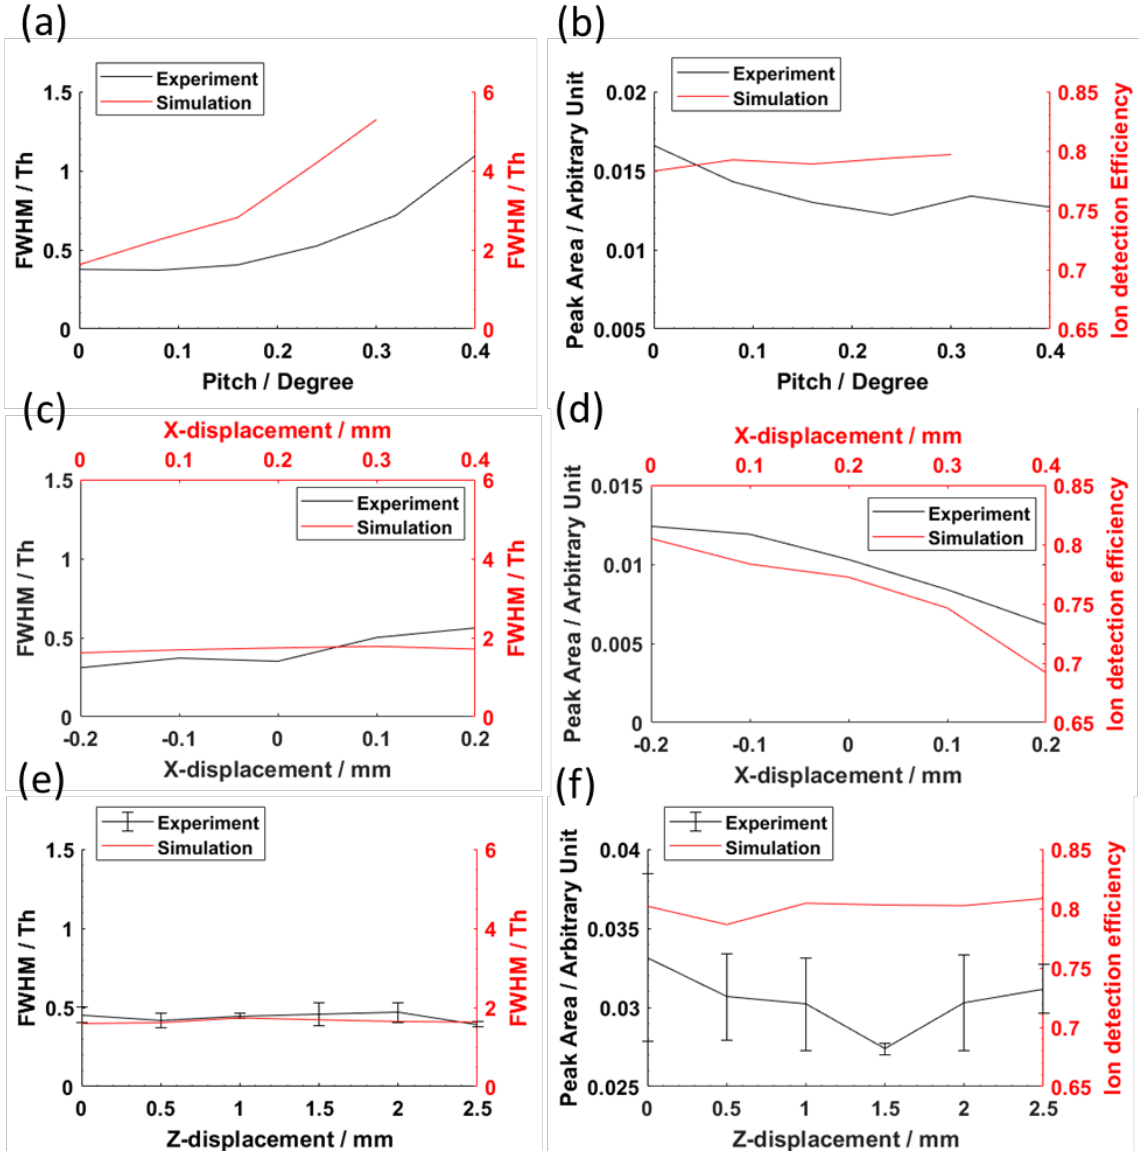 (a)
Experiment
Simulation
FWHM / Th
1.5
1
0.5
0
6
4
2
0
FWHM / Th
0 0.1 0.2 0.3 0.4
Pitch / Degree
(b)
Experiment
Simulation
Peak Area / Arbitrary Unit
0.02
0.015
0.01
0.005
0.85
0.8
0.75
0.7
0.65
Ion detection Efficiency
0 0.1 0.2 0.3 0.4
Pitch / Degree
(c)
X-displacement / mm
0 0.1 0.2 0.3 0.4
Experiment
Simulation
FWHM / Th
1.5
1
0.5
0
6
4
2
0
FWHM / Th
-0.2 -0.1 0 0.1 0.2
X-displacement / mm
(d)
X-displacement / mm
0 0.1 0.2 0.3 0.4
Experiment
Simulation
Peak Area / Arbitrary Unit
0.015
0.01
0.005
0
0.85
0.8
0.75
0.7
0.65
Ion detection efficiency
-0.2 -0.1 0 0.1 0.2
X-displacement / mm
(e)
Experiment
Simulation
FWHM / Th
1.5
1
0.5
0
6
4
2
0
FWHM / Th
0 0.5 1 1.5 2 2.5
Z-displacement / mm
(f)
Experiment
Simulation
Peak Area / Arbitrary Unit
0.04
0.035
0.03
0.025
0.85
0.8
0.75
0.7
0.65
Ion detection efficiency
0 0.5 1 1.5 2 2.5
Z-displacement / mm